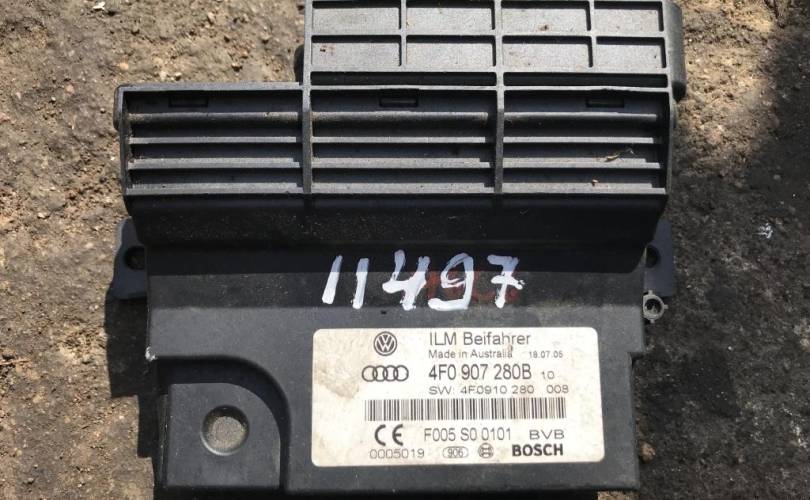 11497
ILM Beifahrer
Made in Australia 18.07.05
4F0 907 280B 10
SW: 4F0910 280 008
F005 S0 0101 BVB
0005019 906 BOSCH